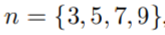 n = {3, 5, 7, 9},